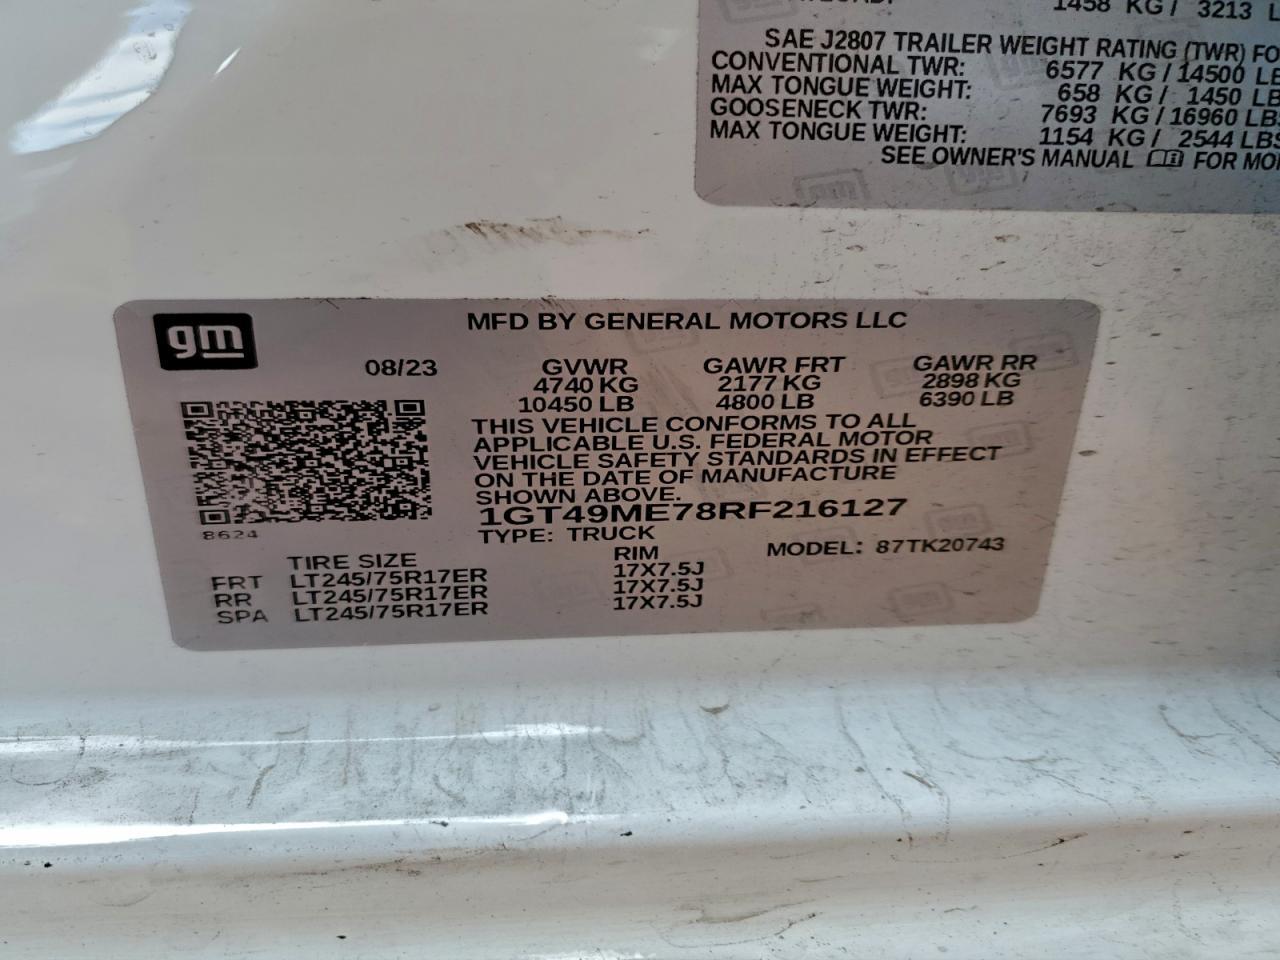 1458 KG / 3213 L
SAE J2807 TRAILER WEIGHT RATING (TWR) FO
CONVENTIONAL TWR: 6577 KG / 14500 LB
MAX TONGUE WEIGHT: 658 KG / 1450 LB
GOOSENECK TWR: 7693 KG / 16960 LBS
MAX TONGUE WEIGHT: 1154 KG / 2544 LBS
SEE OWNER'S MANUAL FOR MOR
gm
MFD BY GENERAL MOTORS LLC
08/23 GVWR GAWR FRT GAWR RR
4740 KG 2177 KG 2898 KG
10450 LB 4800 LB 6390 LB
THIS VEHICLE CONFORMS TO ALL
APPLICABLE U.S. FEDERAL MOTOR
VEHICLE SAFETY STANDARDS IN EFFECT
ON THE DATE OF MANUFACTURE
SHOWN ABOVE.
1GT49ME78RF216127
8624
TYPE: TRUCK MODEL: 87TK20743
TIRE SIZE RIM
FRT LT245/75R17ER 17X7.5J
RR LT245/75R17ER 17X7.5J
SPA LT245/75R17ER 17X7.5J